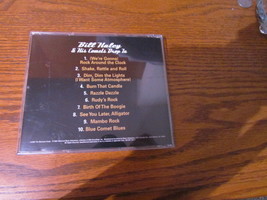 Bill Haley
& His Comets Drop In
1. (We're Gonna)
Rock Around the Clock
2. Shake, Rattle and Roll
3. Dim, Dim the Lights
(I Want Some Atmosphere)
4. Burn That Candle
5. Razzle Dazzle
6. Rudy's Rock
7. Birth Of The Boogie
8. See You Later, Alligator
9. Mambo Rock
10. Blue Comet Blues